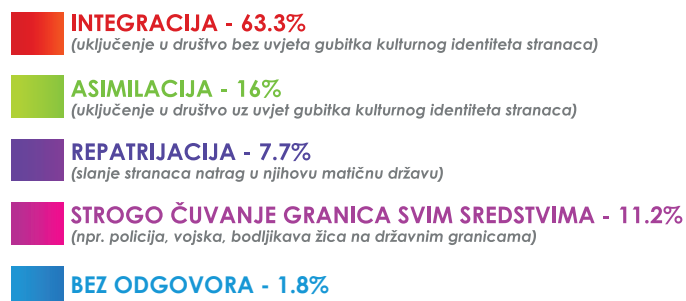 INTEGRACIJA - 63.3%
(uključenje u društvo bez uvjeta gubitka kulturnog identiteta stranaca)
ASIMILACIJA - 16%
(uključenje u društvo uz uvjet gubitka kulturnog identiteta stranaca)
REPATRIJACIJA - 7.7%
(slanje stranaca natrag u njihovu matičnu državu)
STROGO ČUVANJE GRANICA SVIM SREDSTVIMA - 11.2%
(npr. policija, vojska, bodljikava žica na državnim granicama)
BEZ ODGOVORA - 1.8%